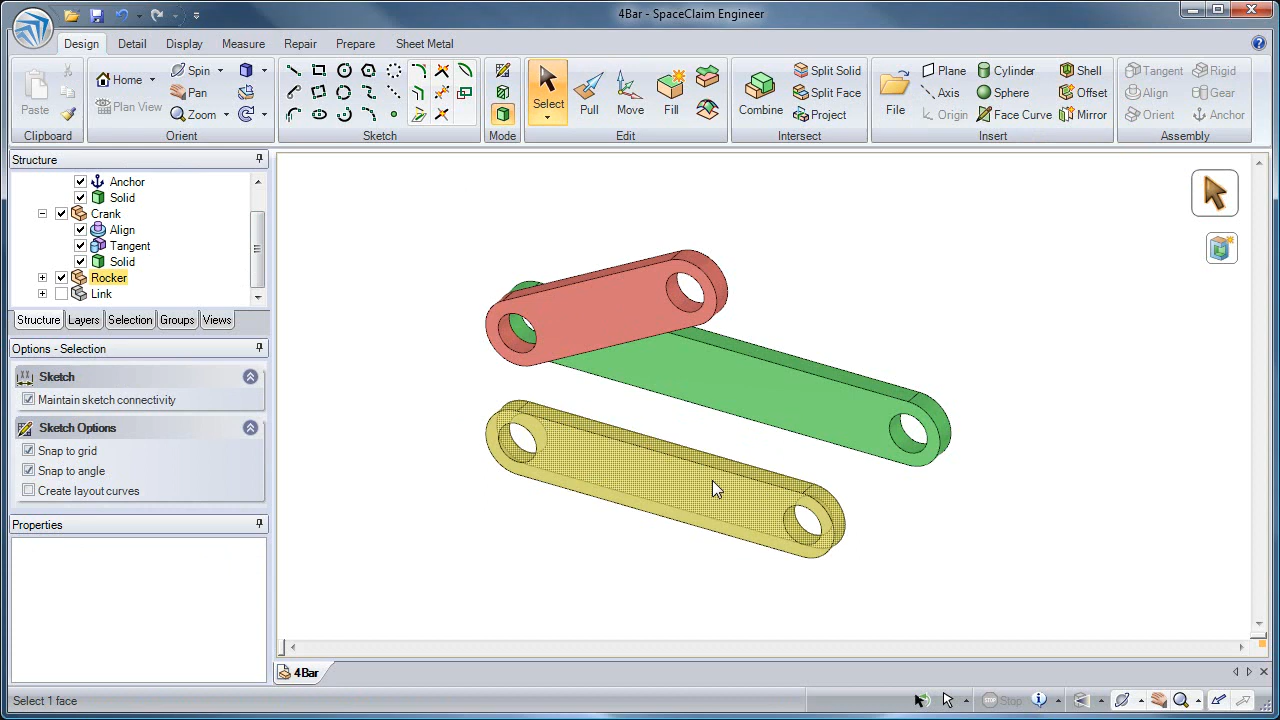 4Bar - SpaceClaim Engineer
Design Detail Display Measure Repair Prepare Sheet Metal
Paste
Clipboard
Home Spin
Plan View Pan
Zoom
Orient
Sketch
Mode
Select Pull Move Fill
Edit
Combine
Split Solid
Split Face
Project
Intersect
File
Plane Cylinder Shell
Axis Sphere Offset
Origin Face Curve Mirror
Insert
Tangent Rigid
Align Gear
Orient Anchor
Assembly
Structure
Anchor
Solid
Crank
Align
Tangent
Solid
Rocker
Link
Structure Layers Selection Groups Views
Options - Selection
Sketch
Maintain sketch connectivity
Sketch Options
Snap to grid
Snap to angle
Create layout curves
Properties
4Bar
Select 1 face
Stop